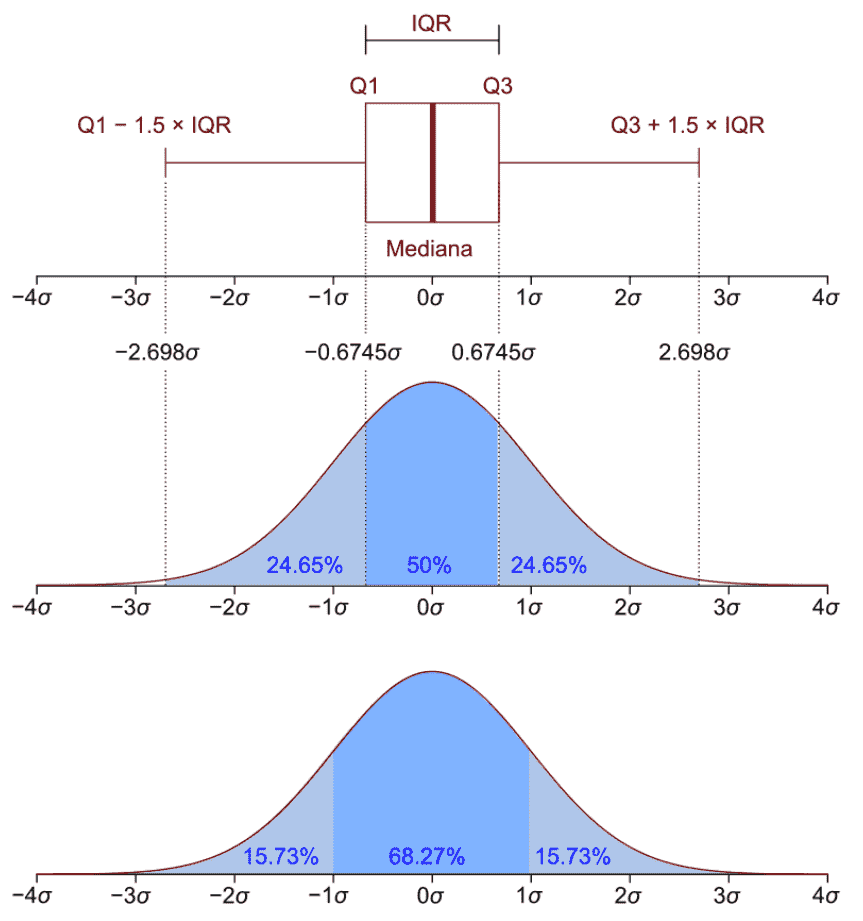 IQR
Q1 Q3
Q1 − 1.5 × IQR Q3 + 1.5 × IQR
Mediana
−4σ −3σ −2σ −1σ 0σ 1σ 2σ 3σ 4σ
−2.698σ −0.6745σ 0.6745σ 2.698σ
24.65% 50% 24.65%
−4σ −3σ −2σ −1σ 0σ 1σ 2σ 3σ 4σ
15.73% 68.27% 15.73%
−4σ −3σ −2σ −1σ 0σ 1σ 2σ 3σ 4σ